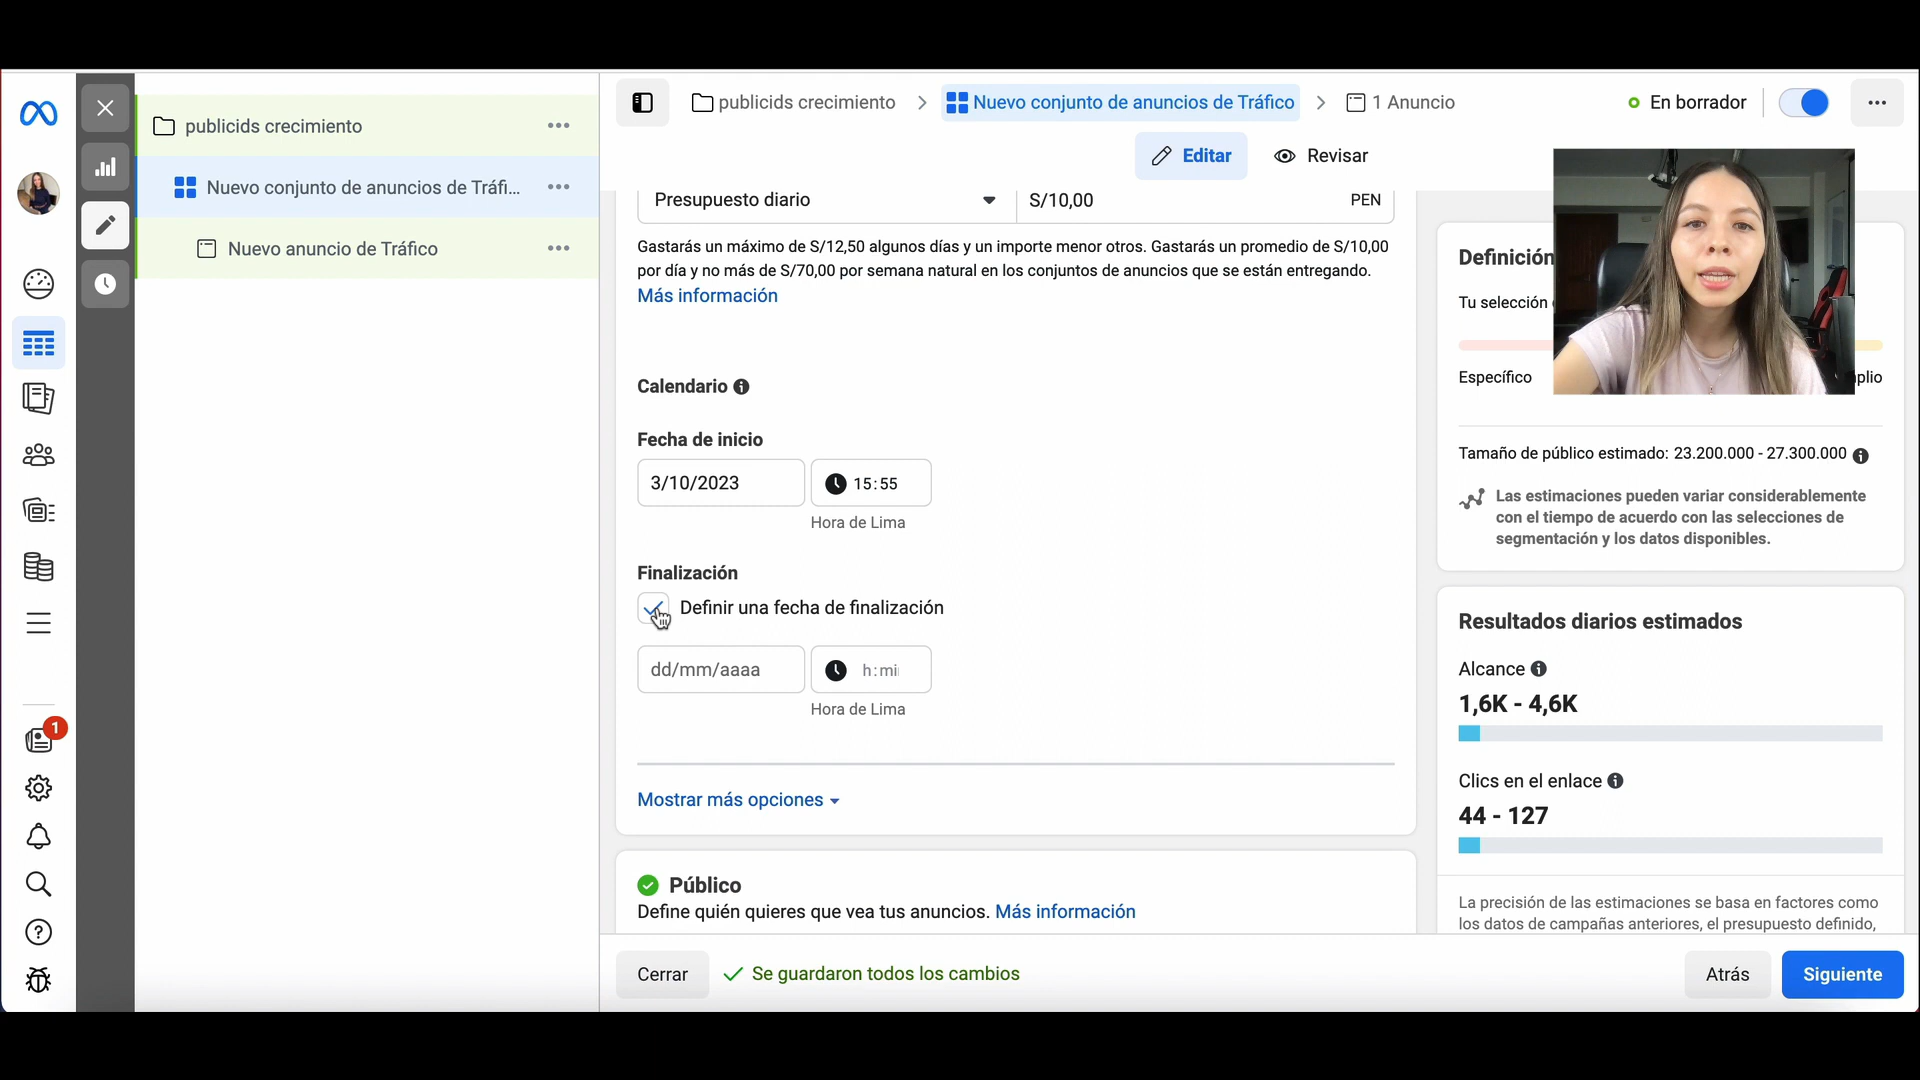 publicids crecimiento
Nuevo conjunto de anuncios de Tráfi...
Nuevo anuncio de Tráfico
1
publicids crecimiento
Nuevo conjunto de anuncios de Tráfico
1 Anuncio
En borrador
Editar
Revisar
Presupuesto diario
S/10,00
PEN
Gastarás un máximo de S/12,50 algunos días y un importe menor otros. Gastarás un promedio de S/10,00
por día y no más de S/70,00 por semana natural en los conjuntos de anuncios que se están entregando.
Más información
Calendario
Fecha de inicio
3/10/2023
15:55
Hora de Lima
Finalización
Definir una fecha de finalización
dd/mm/aaaa
h:mi
Hora de Lima
Mostrar más opciones
Público
Define quién quieres que vea tus anuncios. Más información
Definición
Tu selección
Específico
plio
Tamaño de público estimado: 23.200.000 - 27.300.000
Las estimaciones pueden variar considerablemente
con el tiempo de acuerdo con las selecciones de
segmentación y los datos disponibles.
Resultados diarios estimados
Alcance
1,6K - 4,6K
Clics en el enlace
44 - 127
La precisión de las estimaciones se basa en factores como
los datos de campañas anteriores, el presupuesto definido,
Cerrar
Se guardaron todos los cambios
Atrás
Siguiente